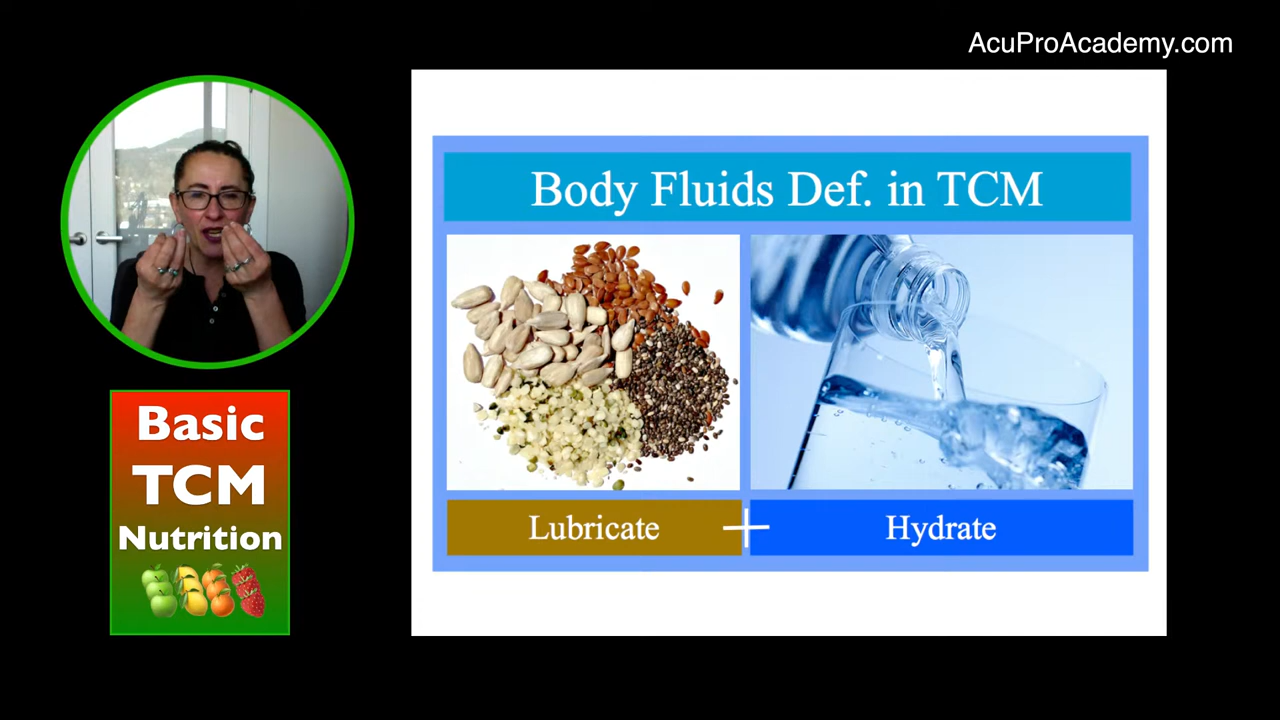 AcuProAcademy.com
Body Fluids Def. in TCM
Lubricate + Hydrate
Basic
TCM
Nutrition